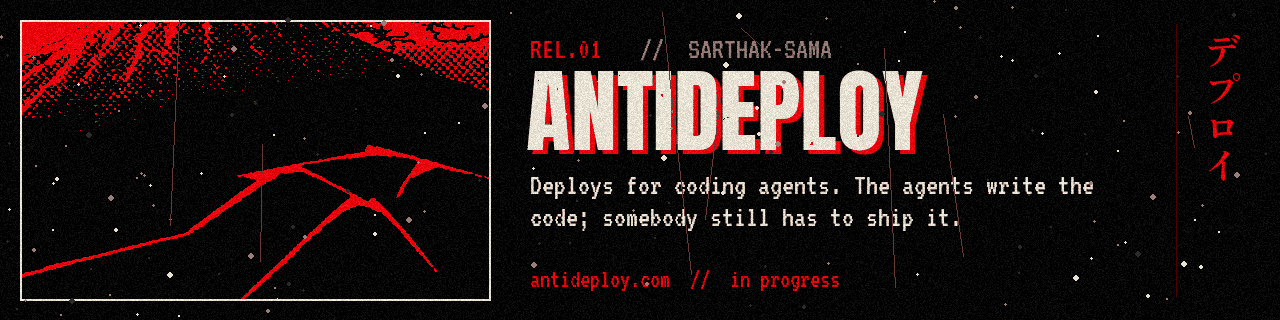 REL.01 // SARTHAK-SAMA
ANTIDEPLOY
Deploys for coding agents. The agents write the
code; somebody still has to ship it.
antideploy.com // in progress
デプロイ